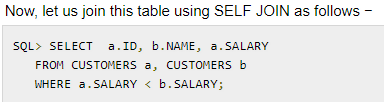 Now, let us join this table using SELF JOIN as follows −
SQL> SELECT  a.ID, b.NAME, a.SALARY
   FROM CUSTOMERS a, CUSTOMERS b
   WHERE a.SALARY < b.SALARY;